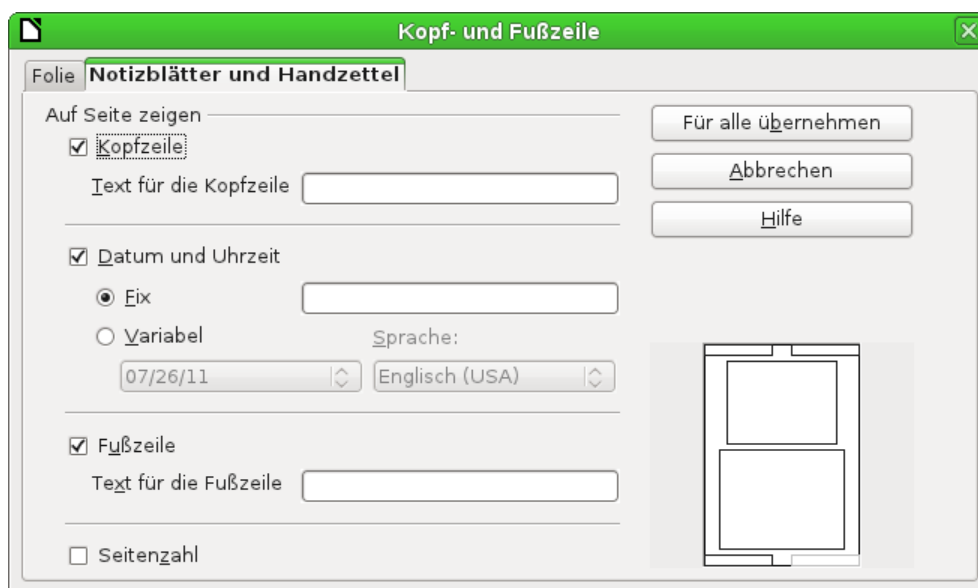 Kopf- und Fußzeile
Folie Notizblätter und Handzettel
Auf Seite zeigen
Kopfzeile
Text für die Kopfzeile
Datum und Uhrzeit
Fix
Variabel Sprache:
07/26/11 Englisch (USA)
Fußzeile
Text für die Fußzeile
Seitenzahl
Für alle übernehmen
Abbrechen
Hilfe